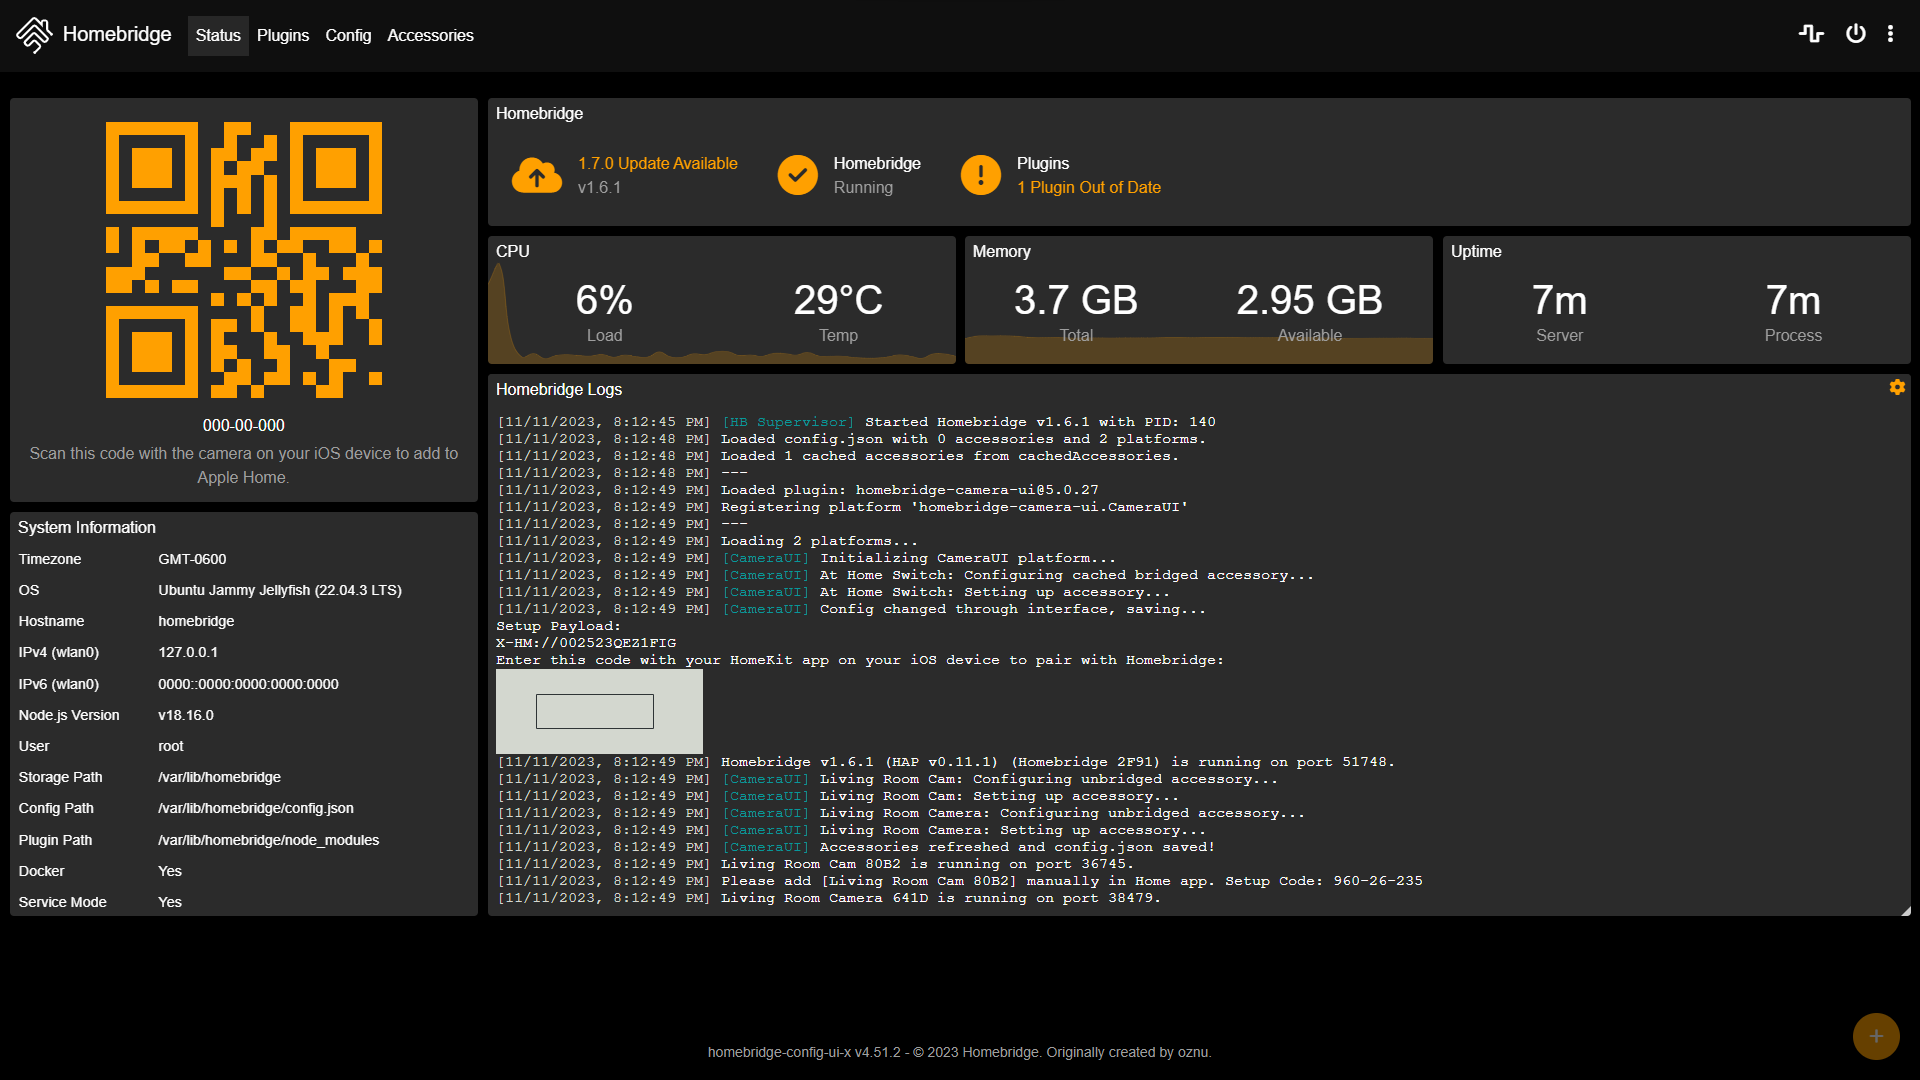 Homebridge
Status Plugins Config Accessories
000-00-000
Scan this code with the camera on your iOS device to add to
Apple Home.
System Information
Timezone GMT-0600
OS Ubuntu Jammy Jellyfish (22.04.3 LTS)
Hostname homebridge
IPv4 (wlan0) 127.0.0.1
IPv6 (wlan0) 0000::0000:0000:0000:0000
Node.js Version v18.16.0
User root
Storage Path /var/lib/homebridge
Config Path /var/lib/homebridge/config.json
Plugin Path /var/lib/homebridge/node_modules
Docker Yes
Service Mode Yes
Homebridge
1.7.0 Update Available
v1.6.1
Homebridge
Running
Plugins
1 Plugin Out of Date
CPU
6% 29°C
Load Temp
Memory
3.7 GB 2.95 GB
Total Available
Uptime
7m 7m
Server Process
Homebridge Logs
[11/11/2023, 8:12:45 PM] [HB Supervisor] Started Homebridge v1.6.1 with PID: 140
[11/11/2023, 8:12:48 PM] Loaded config.json with 0 accessories and 2 platforms.
[11/11/2023, 8:12:48 PM] Loaded 1 cached accessories from cachedAccessories.
[11/11/2023, 8:12:48 PM] ---
[11/11/2023, 8:12:49 PM] Loaded plugin: homebridge-camera-ui@5.0.27
[11/11/2023, 8:12:49 PM] Registering platform 'homebridge-camera-ui.CameraUI'
[11/11/2023, 8:12:49 PM] ---
[11/11/2023, 8:12:49 PM] Loading 2 platforms...
[11/11/2023, 8:12:49 PM] [CameraUI] Initializing CameraUI platform...
[11/11/2023, 8:12:49 PM] [CameraUI] At Home Switch: Configuring cached bridged accessory...
[11/11/2023, 8:12:49 PM] [CameraUI] At Home Switch: Setting up accessory...
[11/11/2023, 8:12:49 PM] [CameraUI] Config changed through interface, saving...
Setup Payload:
X-HM://002523QEZ1FIG
Enter this code with your HomeKit app on your iOS device to pair with Homebridge:
[11/11/2023, 8:12:49 PM] Homebridge v1.6.1 (HAP v0.11.1) (Homebridge 2F91) is running on port 51748.
[11/11/2023, 8:12:49 PM] [CameraUI] Living Room Cam: Configuring unbridged accessory...
[11/11/2023, 8:12:49 PM] [CameraUI] Living Room Cam: Setting up accessory...
[11/11/2023, 8:12:49 PM] [CameraUI] Living Room Camera: Configuring unbridged accessory...
[11/11/2023, 8:12:49 PM] [CameraUI] Living Room Camera: Setting up accessory...
[11/11/2023, 8:12:49 PM] [CameraUI] Accessories refreshed and config.json saved!
[11/11/2023, 8:12:49 PM] Living Room Cam 80B2 is running on port 36745.
[11/11/2023, 8:12:49 PM] Please add [Living Room Cam 80B2] manually in Home app. Setup Code: 960-26-235
[11/11/2023, 8:12:49 PM] Living Room Camera 641D is running on port 38479.
homebridge-config-ui-x v4.51.2 - © 2023 Homebridge. Originally created by oznu.